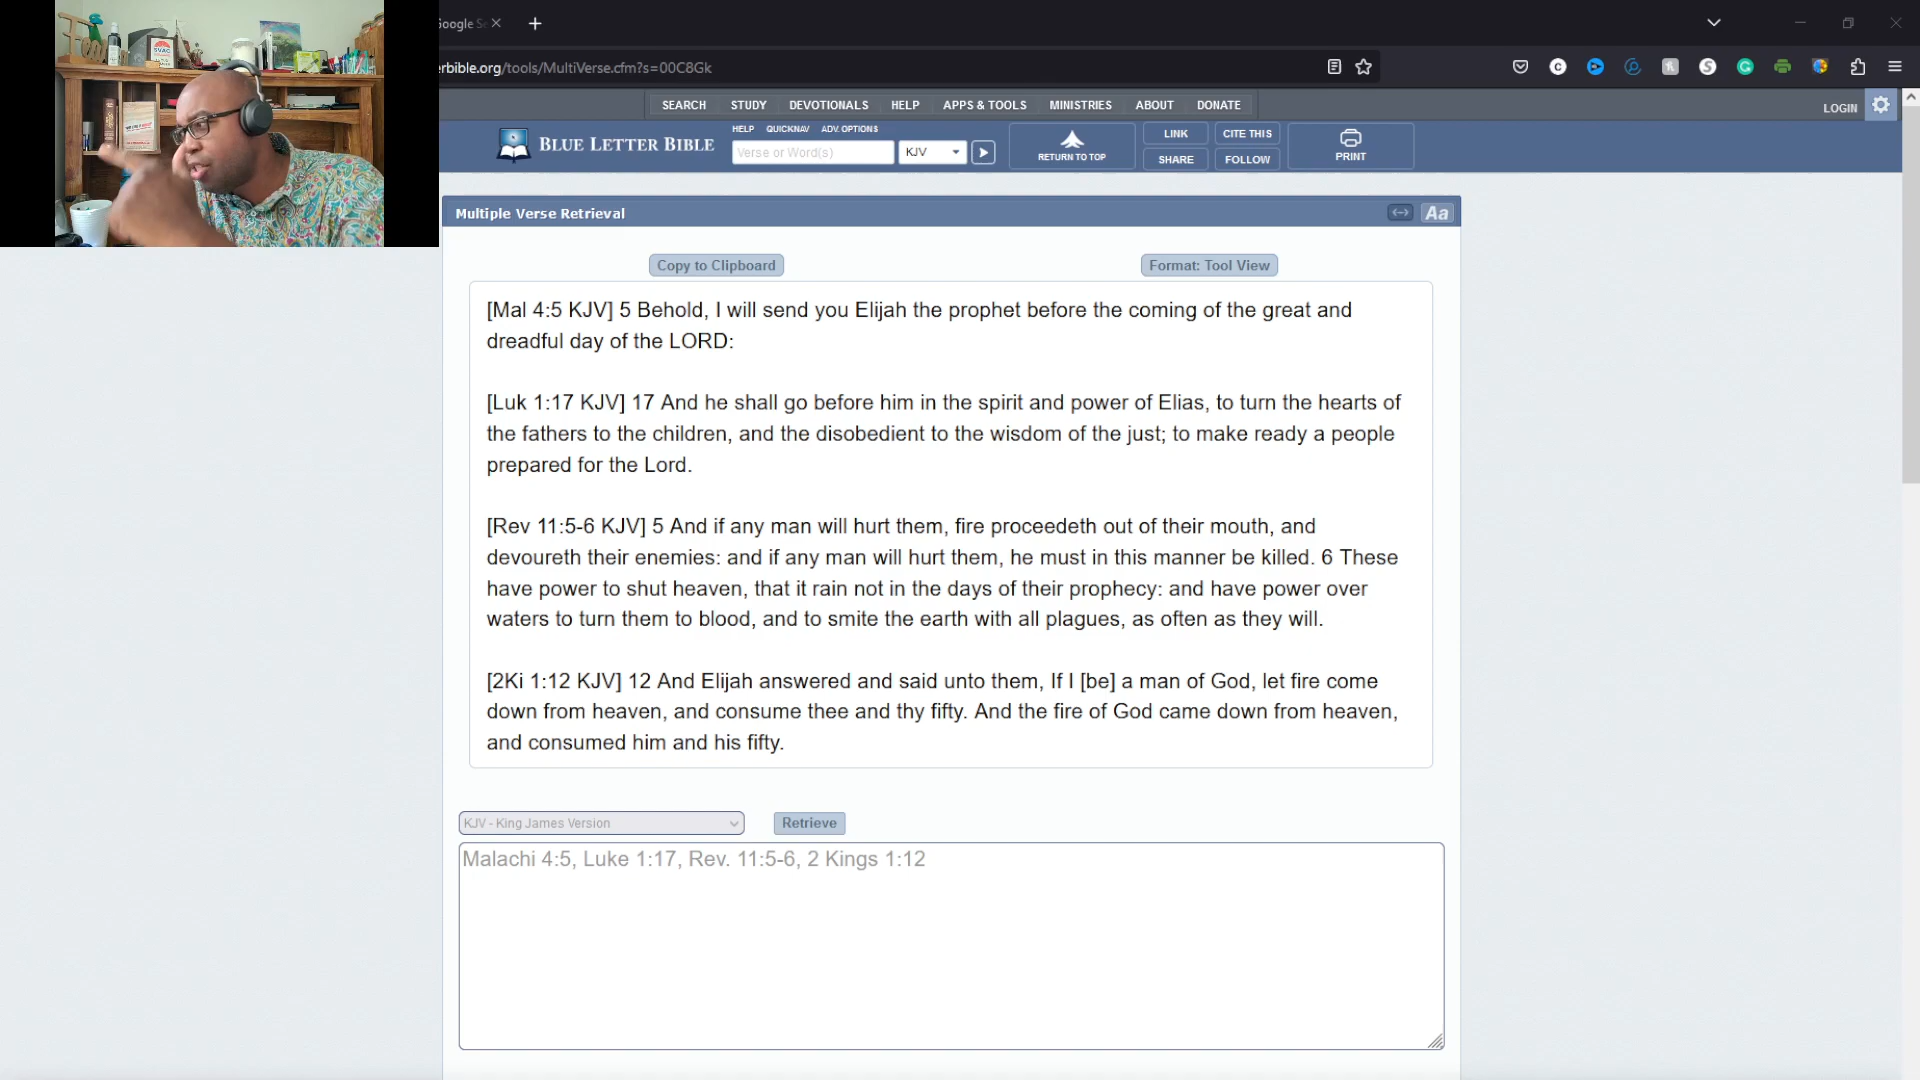 Google Se
erbible.org/tools/MultiVerse.cfm?s=00C8Gk
SEARCH STUDY DEVOTIONALS HELP APPS & TOOLS MINISTRIES ABOUT DONATE
LOGIN
BLUE LETTER BIBLE
HELP QUICKNAV ADV. OPTIONS
Verse or Word(s) KJV
RETURN TO TOP
LINK CITE THIS
SHARE FOLLOW
PRINT
Multiple Verse Retrieval
Aa
Copy to Clipboard Format: Tool View
[Mal 4:5 KJV] 5 Behold, I will send you Elijah the prophet before the coming of the great and
dreadful day of the LORD:
[Luk 1:17 KJV] 17 And he shall go before him in the spirit and power of Elias, to turn the hearts of
the fathers to the children, and the disobedient to the wisdom of the just; to make ready a people
prepared for the Lord.
[Rev 11:5-6 KJV] 5 And if any man will hurt them, fire proceedeth out of their mouth, and
devoureth their enemies: and if any man will hurt them, he must in this manner be killed. 6 These
have power to shut heaven, that it rain not in the days of their prophecy: and have power over
waters to turn them to blood, and to smite the earth with all plagues, as often as they will.
[2Ki 1:12 KJV] 12 And Elijah answered and said unto them, If I [be] a man of God, let fire come
down from heaven, and consume thee and thy fifty. And the fire of God came down from heaven,
and consumed him and his fifty.
KJV - King James Version
Retrieve
Malachi 4:5, Luke 1:17, Rev. 11:5-6, 2 Kings 1:12